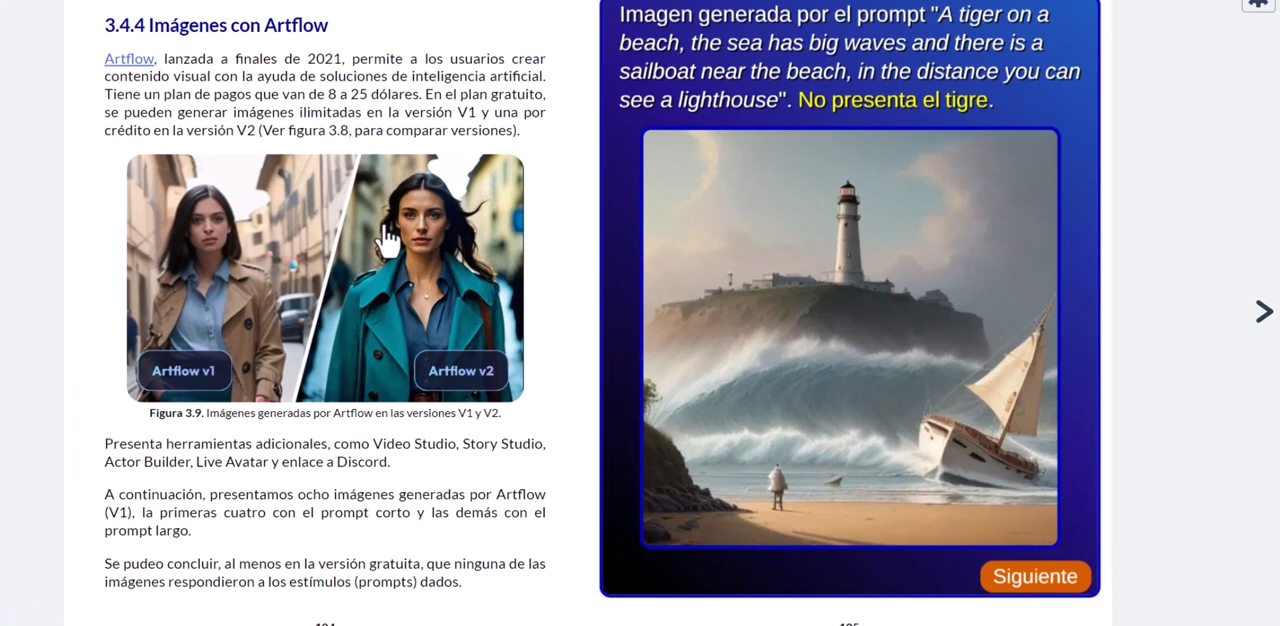 3.4.4 Imágenes con Artflow
Artflow, lanzada a finales de 2021, permite a los usuarios crear
contenido visual con la ayuda de soluciones de inteligencia artificial.
Tiene un plan de pagos que van de 8 a 25 dólares. En el plan gratuito,
se pueden generar imágenes ilimitadas en la versión V1 y una por
crédito en la versión V2 (Ver figura 3.8, para comparar versiones).
Artflow v1
Artflow v2
Figura 3.9. Imágenes generadas por Artflow en las versiones V1 y V2.
Presenta herramientas adicionales, como Video Studio, Story Studio,
Actor Builder, Live Avatar y enlace a Discord.
A continuación, presentamos ocho imágenes generadas por Artflow
(V1), la primeras cuatro con el prompt corto y las demás con el
prompt largo.
Se pudeo concluir, al menos en la versión gratuita, que ninguna de las
imágenes respondieron a los estímulos (prompts) dados.
Imagen generada por el prompt "A tiger on a
beach, the sea has big waves and there is a
sailboat near the beach, in the distance you can
see a lighthouse". No presenta el tigre.
Siguiente